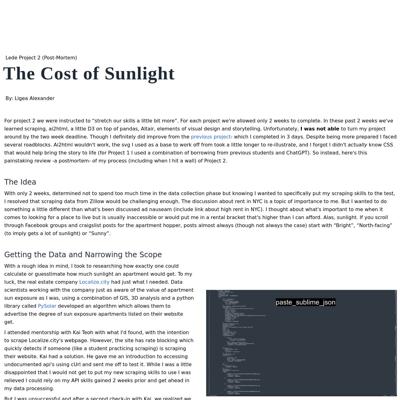 Lede Project 2 (Post-Mortem)
The Cost of Sunlight
By: Ligea Alexander
For project 2 we were instructed to "stretch our skills a little bit more". For each project we're allowed only 2 weeks to complete. In these past 2 weeks we've
learned scraping, ai2html, a little D3 on top of pandas, Altair, elements of visual design and storytelling. Unfortunately, I was not able to turn my project
around by the two week deadline. Though I definitely did improve from the previous project- which I completed in 3 days. Despite being more prepared I faced
several roadblocks. Ai2html wouldn't work, the svg I used as a base to work off from took a little longer to re-illustrate, and I forgot I didn't actually know CSS
that would help bring the story to life (for Project 1 I used a combination of borrowing from previous students and ChatGPT). So instead, here's this
painstaking review -a postmortem- of my process (including when I hit a wall) of Project 2.
The Idea
With only 2 weeks, determined not to spend too much time in the data collection phase but knowing I wanted to specifically put my scraping skills to the test,
I resolved that scraping data from Zillow would be challenging. The discussion about rent in NYC is a topic of importance to me. But I wanted to do
something a little different than what's been discussed ad nauseam (include link about high rent in NYC). I thought about what's important to me when it
comes to looking for a place to live but is usually inaccessible or would put me in a rental bracket that's higher than I can afford. Alas, sunlight. If you scroll
through Facebook groups and craigslist posts for the apartment hopper, posts almost always (though not always the case) start with "Bright", "North-facing"
(to imply gets a lot of sunlight) or "Sunny".
Getting the Data and Narrowing the Scope
With a rough idea in mind, I took to researching how exactly one could
calculate or guesstimate how much sunlight an apartment would get. To my
luck, the real estate company Localize.city had just what I needed. Data
scientists working with the company just as aware of the value of apartment
sun exposure as I was, using a combination of GIS, 3D analysis and a python
library called PySolar developed an algorithm which allows them to
advertise the degree of sun exposure apartments listed on their website
get.
I attended mentorship with Kai Teoh with what I'd found, with the intention
to scrape Localize.city's webpage. However, the site has rate blocking which
quickly detects if someone (like a student practicing scraping) is scraping
their website. Kai had a solution. He gave me an introduction to accessing
undocumented api's using cUrl and sent me off to test it. While I was a little
disappointed that I would not get to put my new scraping skills to use I was
relieved I could rely on my API skills gained 2 weeks prior and get ahead in
my data processing.
But I was unsuccessful and after a second check-in with Kai, we realized we
paste_sublime_json